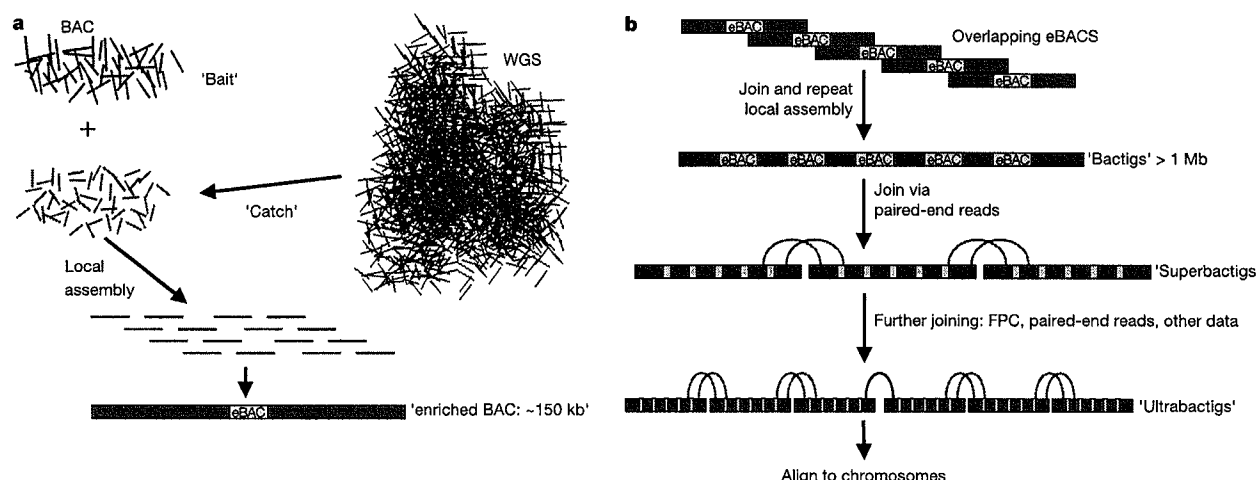 a
BAC
'Bait'
+
WGS
'Catch'
Local
assembly
eBAC
'enriched BAC: ~150 kb'
b
eBAC
eBAC
eBAC
eBAC
eBAC
Overlapping eBACS
Join and repeat
local assembly
eBAC eBAC eBAC eBAC eBAC
'Bactigs' > 1 Mb
Join via
paired-end reads
'Superbactigs
Further joining: FPC, paired-end reads, other data
'Ultrabactigs'
Align to chromosomes